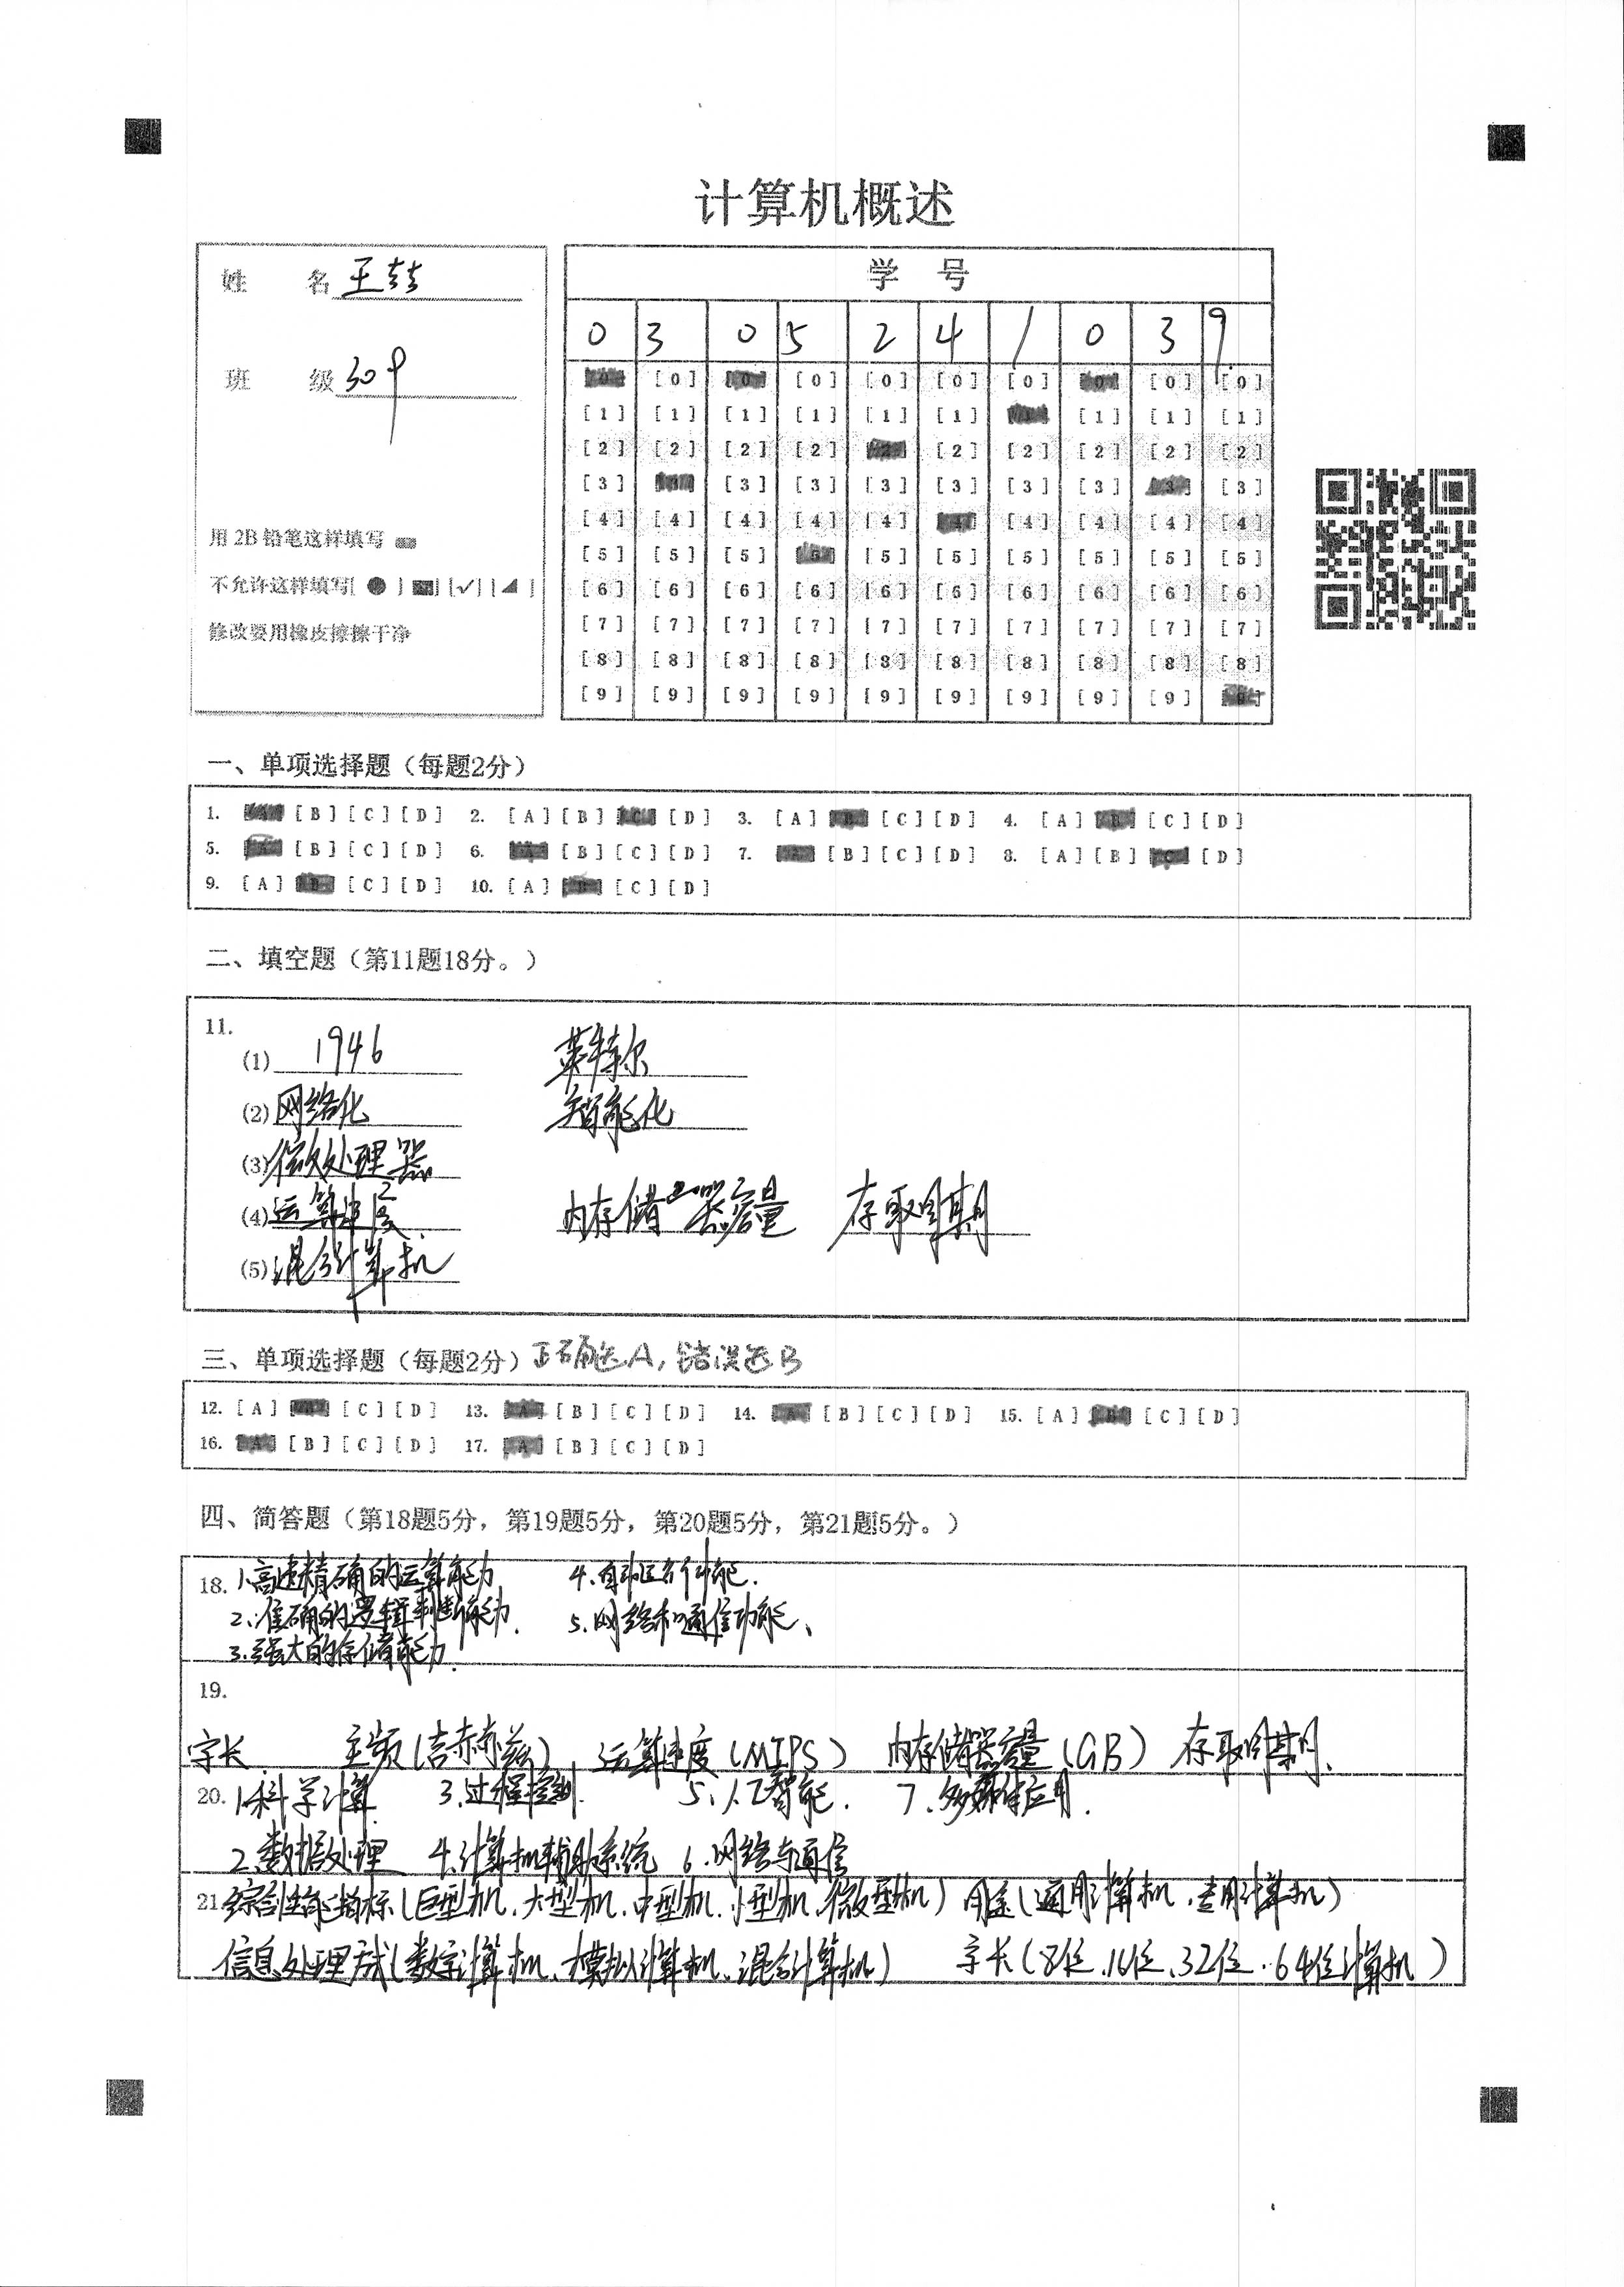 计算机概述
姓 名 王喆
班 级 309
用 2B 铅笔这样填写
不允许这样填写[ ● ] [ ] [✓] [ ]
修改要用橡皮擦擦干净
学 号
0 3 0 5 2 4 1 0 3 9
[0] [0] [0] [0] [0] [0] [0] [0] [0] [0]
[1] [1] [1] [1] [1] [1] [1] [1] [1] [1]
[2] [2] [2] [2] [2] [2] [2] [2] [2] [2]
[3] [3] [3] [3] [3] [3] [3] [3] [3] [3]
[4] [4] [4] [4] [4] [4] [4] [4] [4] [4]
[5] [5] [5] [5] [5] [5] [5] [5] [5] [5]
[6] [6] [6] [6] [6] [6] [6] [6] [6] [6]
[7] [7] [7] [7] [7] [7] [7] [7] [7] [7]
[8] [8] [8] [8] [8] [8] [8] [8] [8] [8]
[9] [9] [9] [9] [9] [9] [9] [9] [9] [9]
一、单项选择题（每题2分）
1. [A] [B] [C] [D] 2. [A] [B] [C] [D] 3. [A] [B] [C] [D] 4. [A] [B] [C] [D]
5. [A] [B] [C] [D] 6. [A] [B] [C] [D] 7. [A] [B] [C] [D] 8. [A] [B] [C] [D]
9. [A] [B] [C] [D] 10. [A] [B] [C] [D]
二、填空题（第11题18分。）
11.
(1) 1946 英特尔
(2) 网络化 智能化
(3) 微处理器
(4) 运算速度 内存储器容量 存取周期
(5) 混合计算机
三、单项选择题（每题2分）正确选A，错误选B
12. [A] [B] [C] [D] 13. [A] [B] [C] [D] 14. [A] [B] [C] [D] 15. [A] [B] [C] [D]
16. [A] [B] [C] [D] 17. [A] [B] [C] [D]
四、简答题（第18题5分，第19题5分，第20题5分，第21题5分。）
18. 1.高速精确的运算能力 4.自动运行功能.
2.准确的逻辑判断能力. 5.网络和通信功能、
3.强大的存储能力.
19.
字长 主频(吉赫兹) 运算速度(MIPS) 内存储器容量(GB) 存取周期、
20. 1.科学计算 3.过程控制. 5.人工智能. 7.多媒体应用.
2.数据处理 4.计算机辅助系统 6.网络与通信
21. 综合性能指标(巨型机、大型机、中型机、小型机、微型机) 用途(通用计算机、专用计算机)
信息处理方式(数字计算机、模拟计算机、混合计算机) 字长(8位、16位、32位、64位计算机)